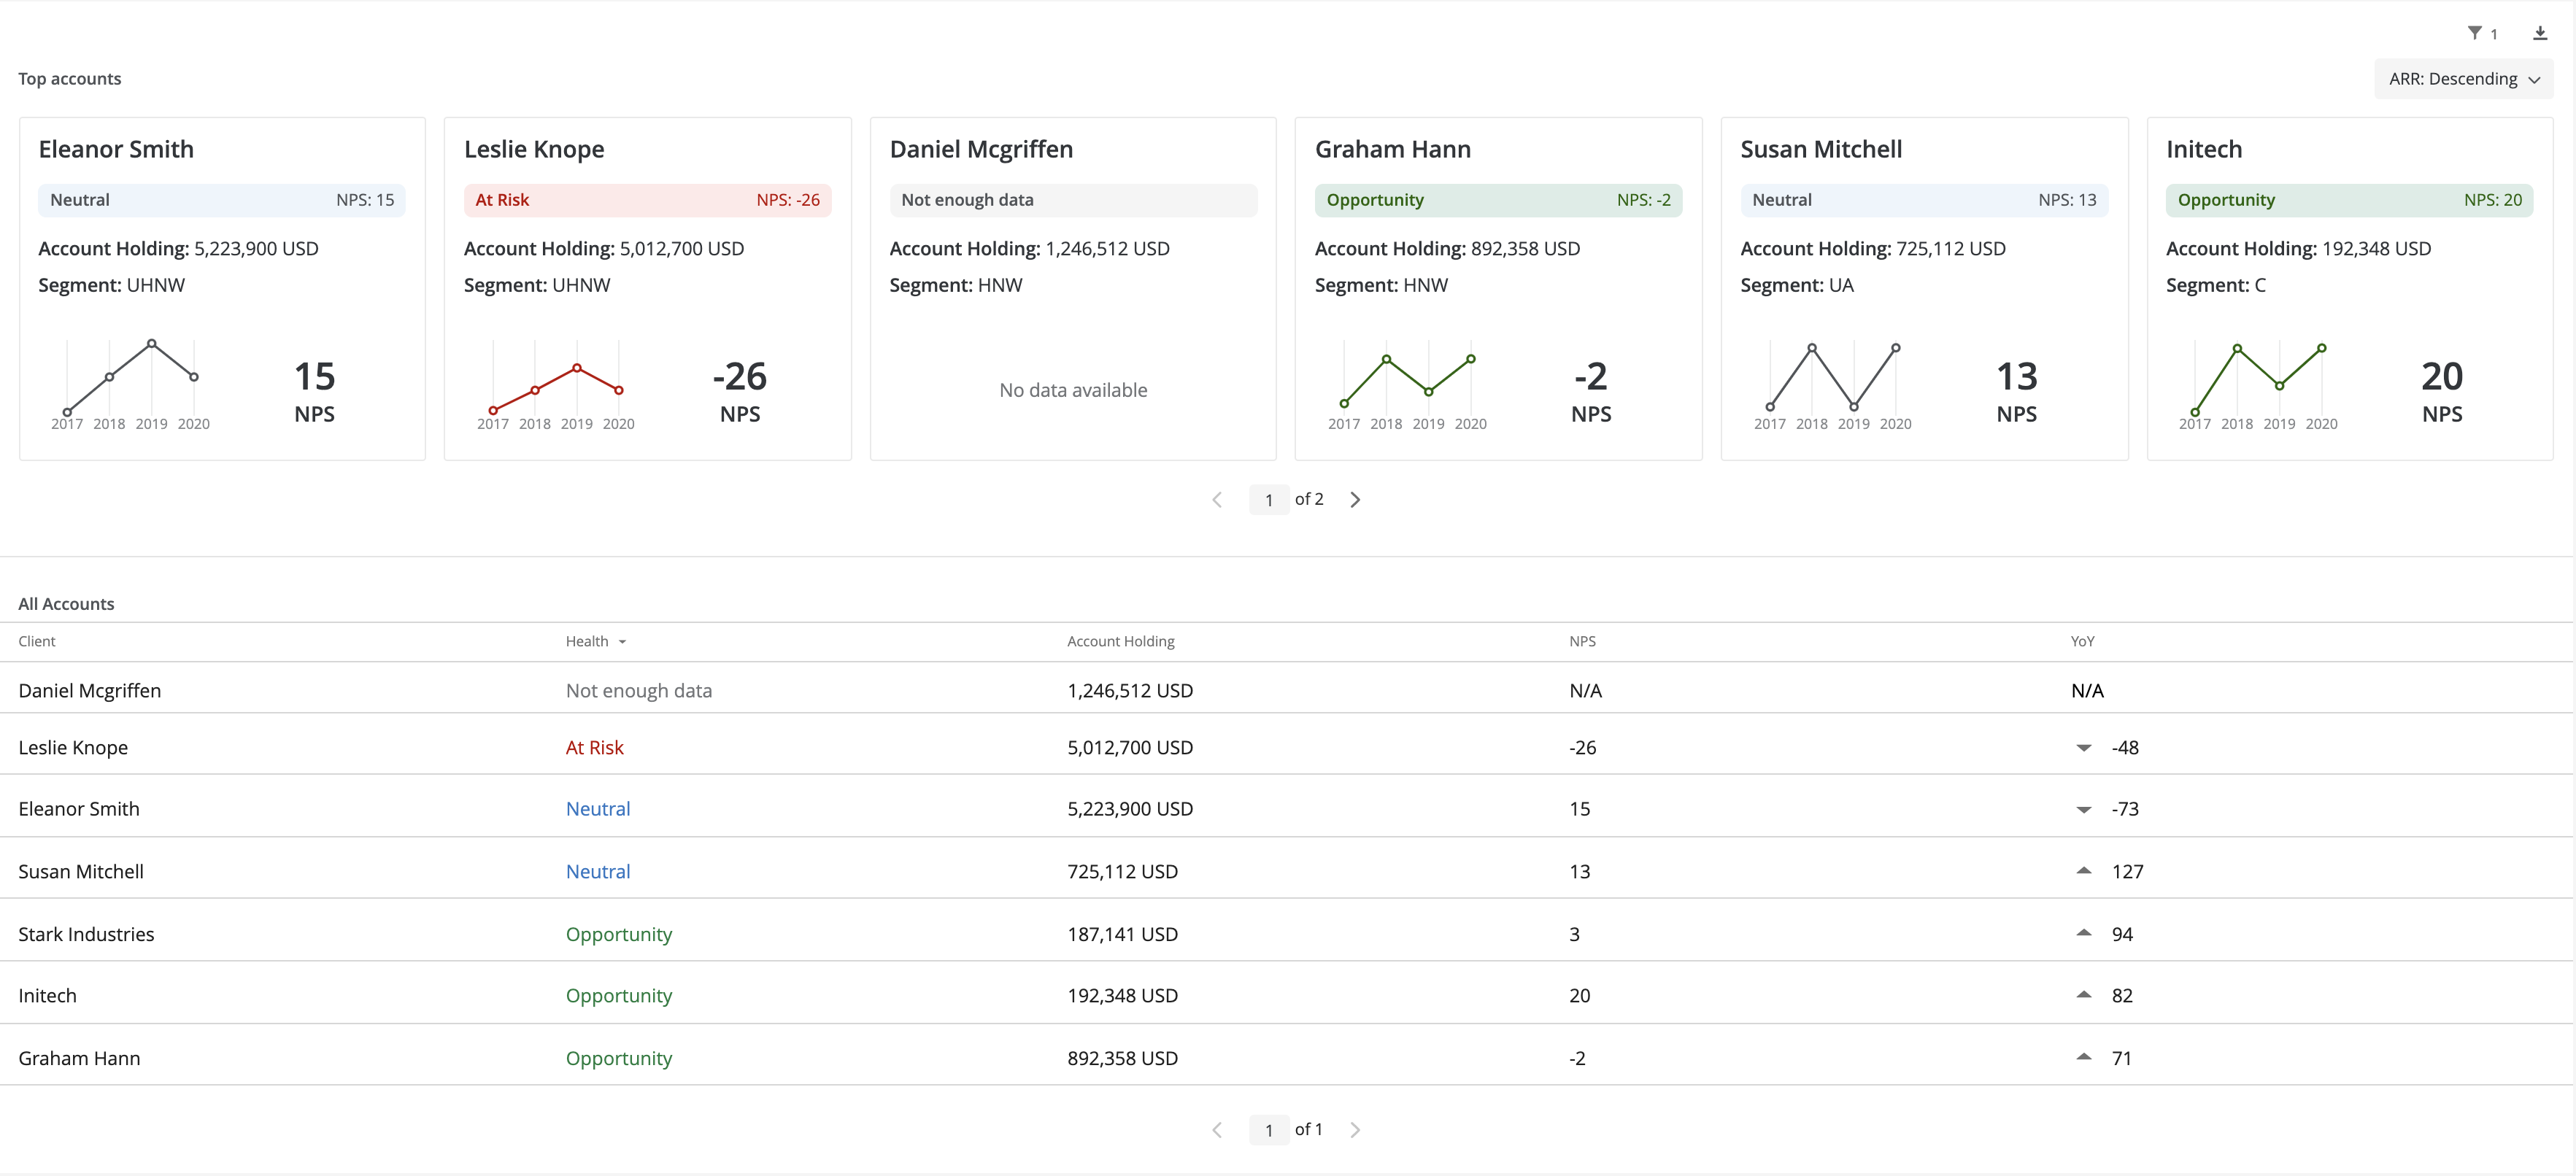 1
Top accounts
ARR: Descending
Eleanor Smith
Neutral NPS: 15
Account Holding: 5,223,900 USD
Segment: UHNW
2017 2018 2019 2020
15
NPS
Leslie Knope
At Risk NPS: -26
Account Holding: 5,012,700 USD
Segment: UHNW
2017 2018 2019 2020
-26
NPS
Daniel Mcgriffen
Not enough data
Account Holding: 1,246,512 USD
Segment: HNW
No data available
Graham Hann
Opportunity NPS: -2
Account Holding: 892,358 USD
Segment: HNW
2017 2018 2019 2020
-2
NPS
Susan Mitchell
Neutral NPS: 13
Account Holding: 725,112 USD
Segment: UA
2017 2018 2019 2020
13
NPS
Initech
Opportunity NPS: 20
Account Holding: 192,348 USD
Segment: C
2017 2018 2019 2020
20
NPS
1 of 2
All Accounts
Client Health Account Holding NPS YoY
Daniel Mcgriffen Not enough data 1,246,512 USD N/A N/A
Leslie Knope At Risk 5,012,700 USD -26 -48
Eleanor Smith Neutral 5,223,900 USD 15 -73
Susan Mitchell Neutral 725,112 USD 13 127
Stark Industries Opportunity 187,141 USD 3 94
Initech Opportunity 192,348 USD 20 82
Graham Hann Opportunity 892,358 USD -2 71
1 of 1